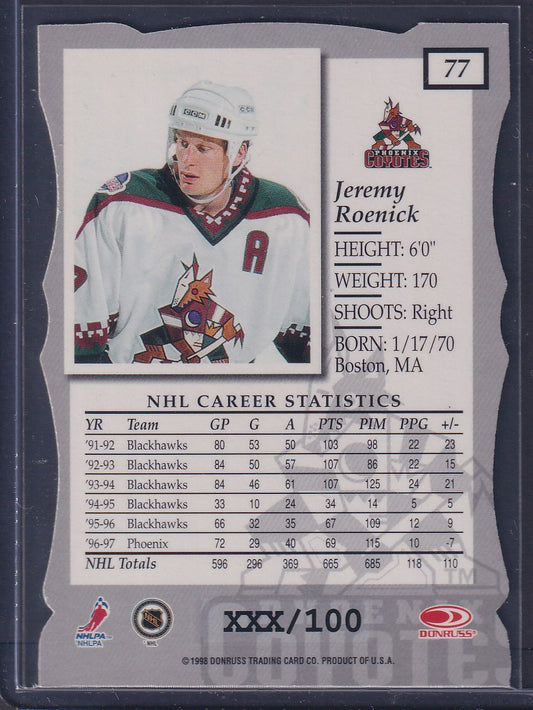 77
CCM
A
PHOENIX
COYOTES
Jeremy
Roenick
HEIGHT: 6'0"
WEIGHT: 170
SHOOTS: Right
BORN: 1/17/70
Boston, MA
NHL CAREER STATISTICS
YR Team GP G A PTS PIM PPG +/-
'91-92 Blackhawks 80 53 50 103 98 22 23
'92-93 Blackhawks 84 50 57 107 86 22 15
'93-94 Blackhawks 84 46 61 107 125 24 21
'94-95 Blackhawks 33 10 24 34 14 5 5
'95-96 Blackhawks 66 32 35 67 109 12 9
'96-97 Phoenix 72 29 40 69 115 10 -7
NHL Totals 596 296 369 665 685 118 110
TM
NHLPA
NHLPA
NHL
NHL
XXX/100
DONRUSS
COYOTES
©1998 DONRUSS TRADING CARD CO. PRODUCT OF U.S.A.